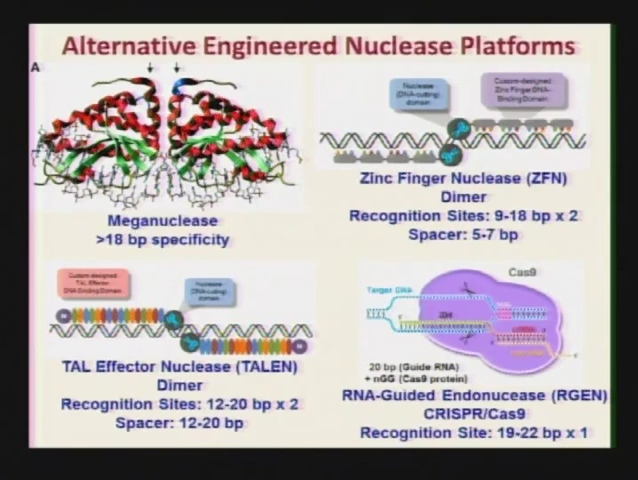 Alternative Engineered Nuclease Platforms
A
Meganuclease
>18 bp specificity
Nuclease
(DNA-cutting)
domain
Custom-designed
Zinc Finger DNA-
Binding Domain
Zinc Finger Nuclease (ZFN)
Dimer
Recognition Sites: 9-18 bp x 2
Spacer: 5-7 bp
Custom-designed
TAL Effector
DNA Binding Domain
Nuclease
(DNA-cutting)
domain
TAL Effector Nuclease (TALEN)
Dimer
Recognition Sites: 12-20 bp x 2
Spacer: 12-20 bp
Cas9
Target DNA
20 bp (Guide RNA)
+ nGG (Cas9 protein)
RNA-Guided Endonucease (RGEN)
CRISPR/Cas9
Recognition Site: 19-22 bp x 1